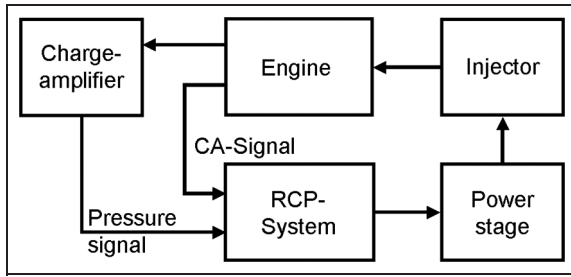 Charge-
amplifier
Engine
Injector
CA-Signal
Pressure
signal
RCP-
System
Power
stage